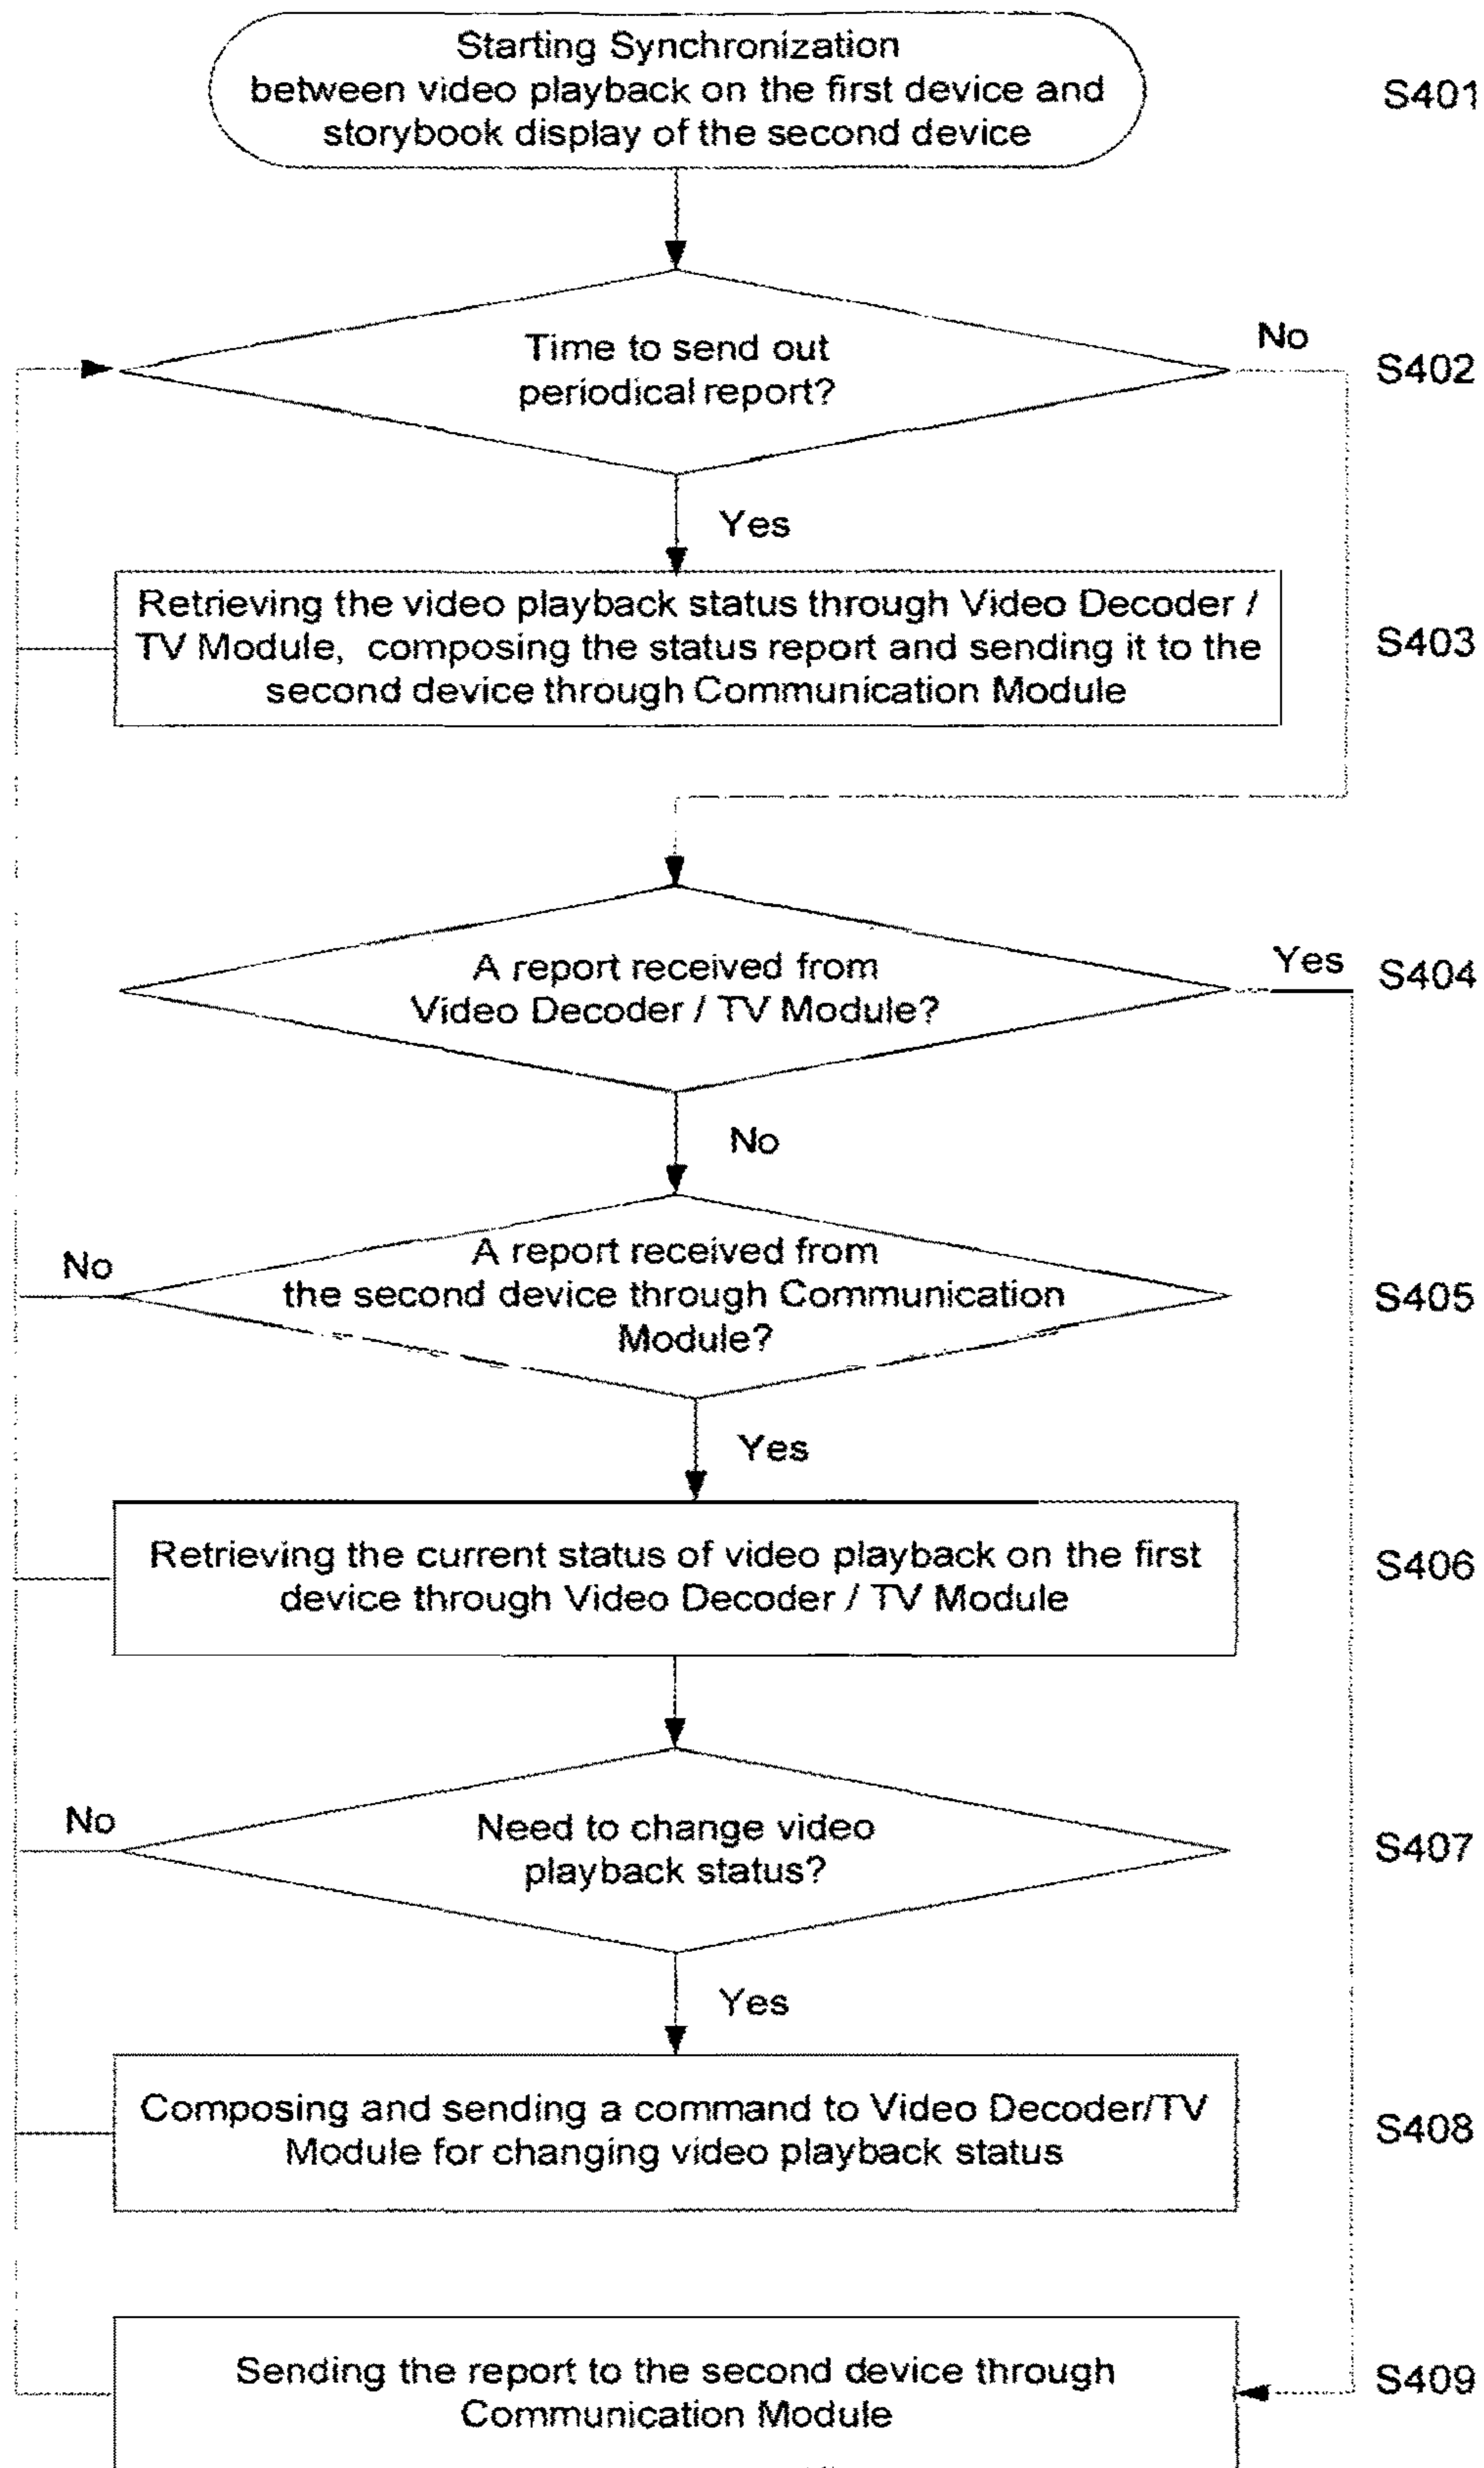 Starting Synchronization
between video playback on the first device and
storybook display of the second device
S401
Time to send out
periodical report?
No
S402
Yes
Retrieving the video playback status through Video Decoder /
TV Module, composing the status report and sending it to the
second device through Communication Module
S403
A report received from
Video Decoder / TV Module?
Yes
S404
No
A report received from
the second device through Communication
Module?
No
S405
Yes
Retrieving the current status of video playback on the first
device through Video Decoder / TV Module
S406
Need to change video
playback status?
No
S407
Yes
Composing and sending a command to Video Decoder/TV
Module for changing video playback status
S408
Sending the report to the second device through
Communication Module
S409